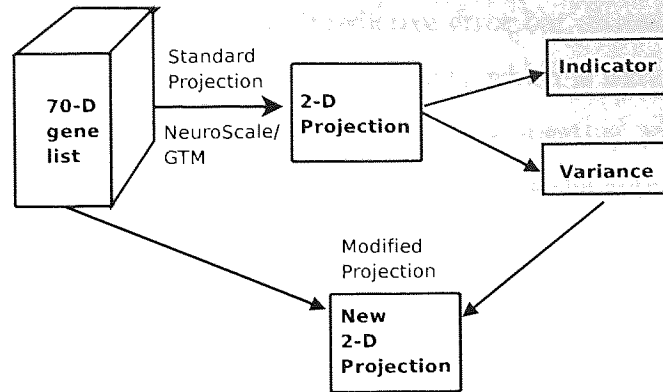 Standard
Projection
70-D
gene
list
NeuroScale/
GTM
2-D
Projection
Indicator
Variance
Modified
Projection
New
2-D
Projection